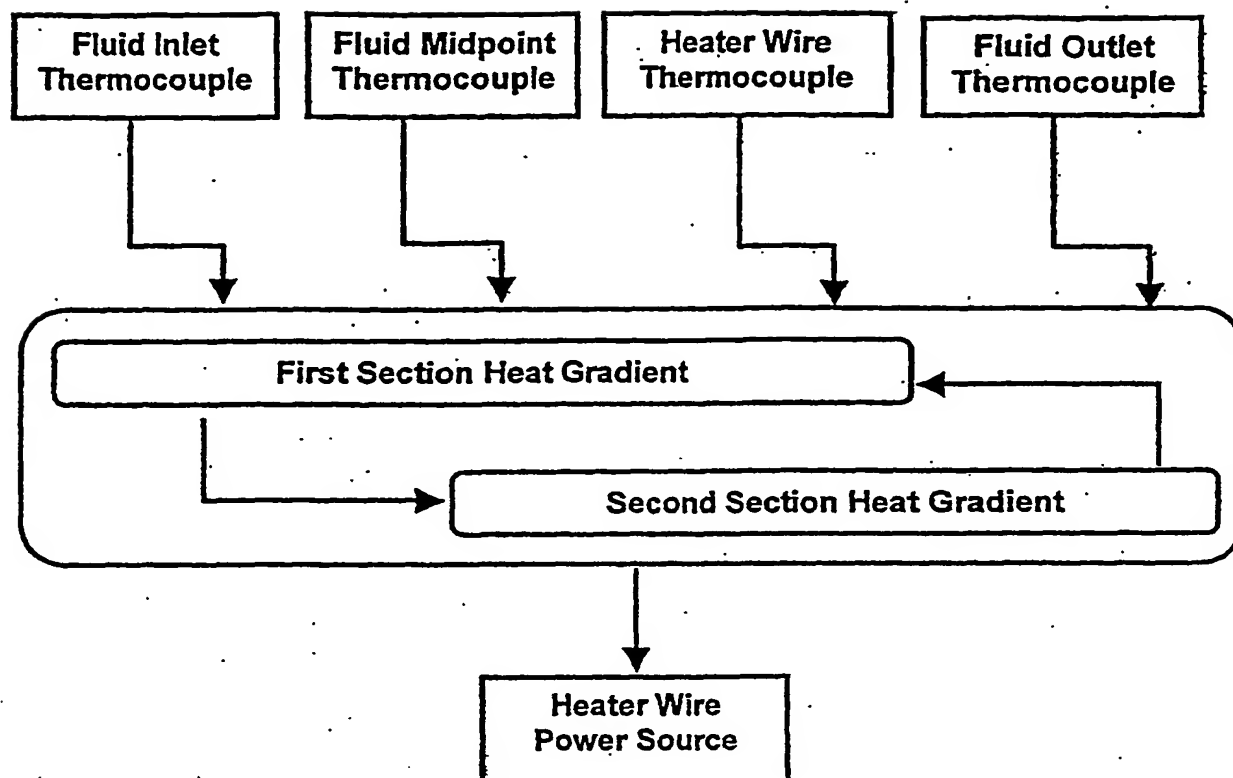 Fluid Inlet
Thermocouple
Fluid Midpoint
Thermocouple
Heater Wire
Thermocouple
Fluid Outlet
Thermocouple
First Section Heat Gradient
Second Section Heat Gradient
Heater Wire
Power Source